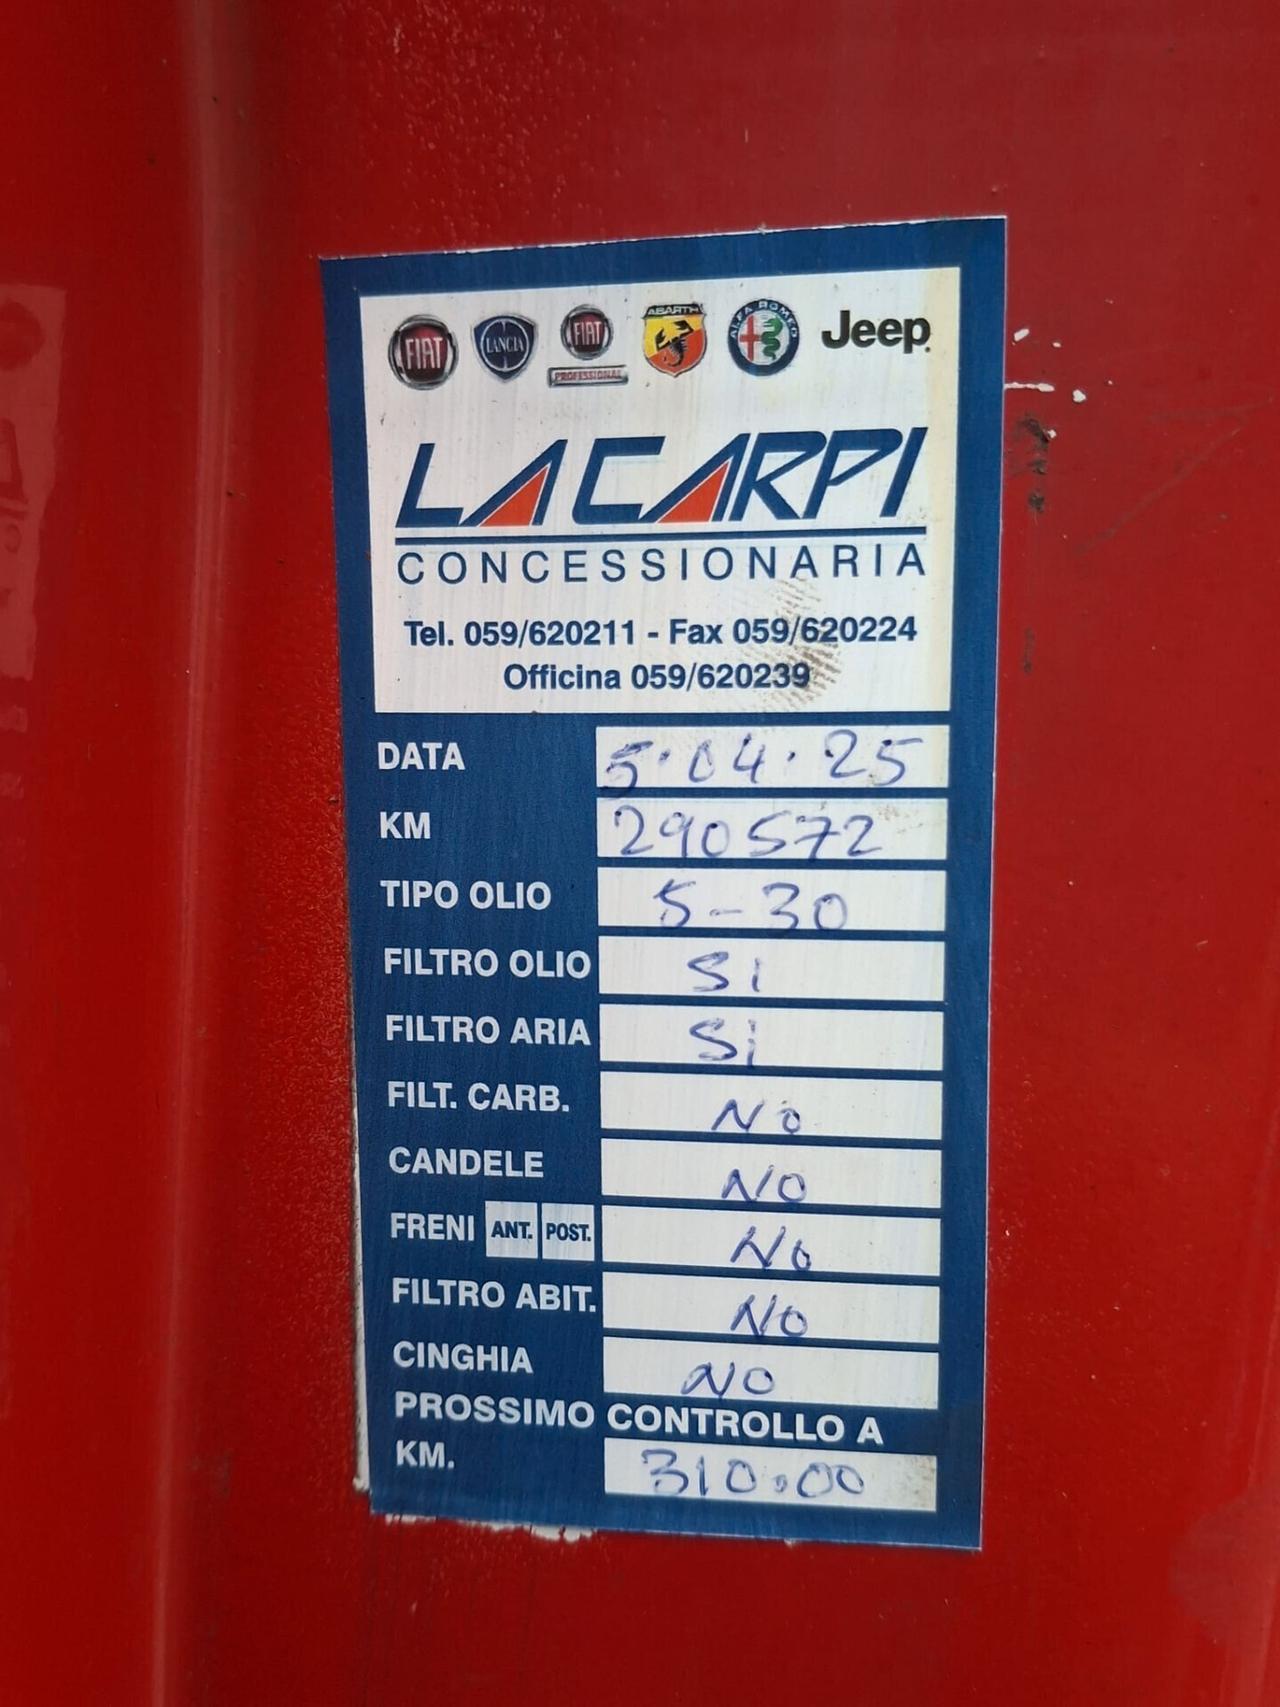 FIAT LANCIA FIAT PROFESSIONAL ABARTH ALFA ROMEO Jeep
LA CARPI
CONCESSIONARIA
Tel. 059/620211 - Fax 059/620224
Officina 059/620239
DATA 5.04.25
KM 290572
TIPO OLIO 5-30
FILTRO OLIO Si
FILTRO ARIA Si
FILT. CARB. No
CANDELE NO
FRENI ANT. POST. No
FILTRO ABIT. NO
CINGHIA NO
PROSSIMO CONTROLLO A
KM. 310.00